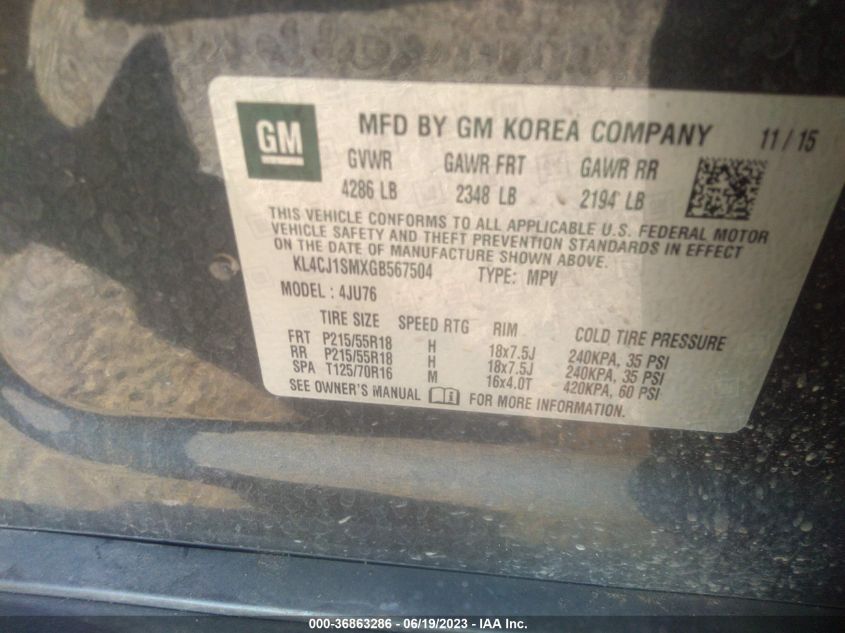 GM
MFD BY GM KOREA COMPANY 11/15
GVWR GAWR FRT GAWR RR
4286 LB 2348 LB 2194 LB
THIS VEHICLE CONFORMS TO ALL APPLICABLE U.S. FEDERAL MOTOR
VEHICLE SAFETY AND THEFT PREVENTION STANDARDS IN EFFECT
ON THE DATE OF MANUFACTURE SHOWN ABOVE.
KL4CJ1SMXGB567504 TYPE: MPV
MODEL : 4JU76
TIRE SIZE SPEED RTG RIM COLD TIRE PRESSURE
FRT P215/55R18 H 18x7.5J 240KPA, 35 PSI
RR P215/55R18 H 18x7.5J 240KPA, 35 PSI
SPA T125/70R16 M 16x4.0T 420KPA, 60 PSI
SEE OWNER'S MANUAL i FOR MORE INFORMATION.
000-36863286 - 06/19/2023 - IAA Inc.